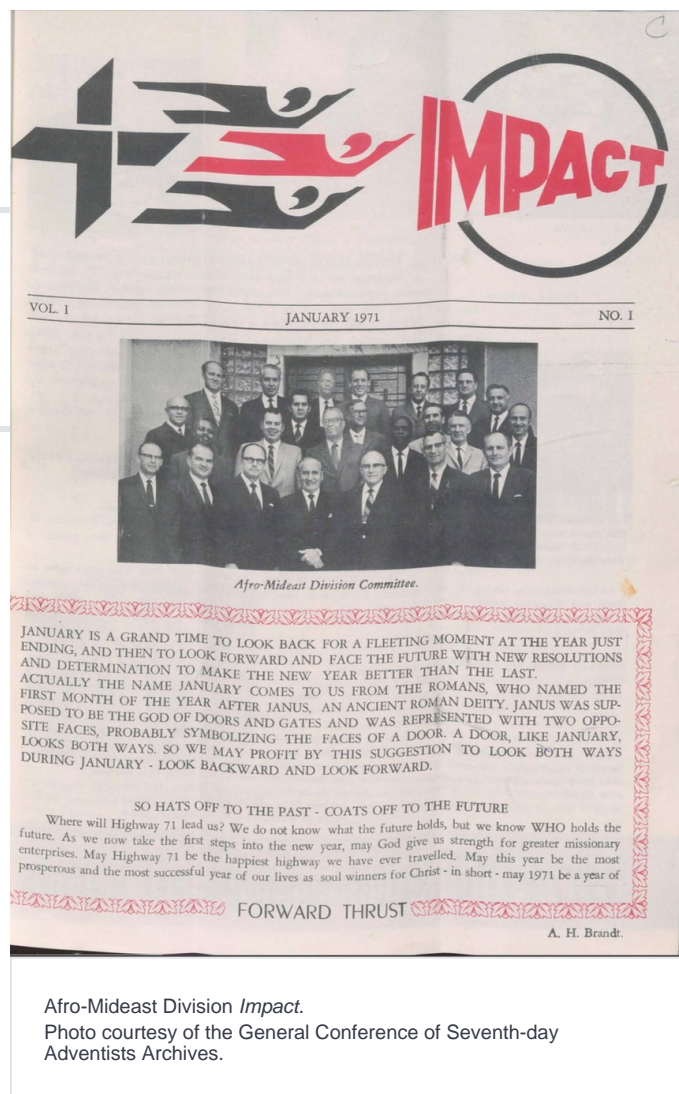 C
IMPACT
VOL. I JANUARY 1971 NO. I
Afro-Mideast Division Committee.
JANUARY IS A GRAND TIME TO LOOK BACK FOR A FLEETING MOMENT AT THE YEAR JUST
ENDING, AND THEN TO LOOK FORWARD AND FACE THE FUTURE WITH NEW RESOLUTIONS
AND DETERMINATION TO MAKE THE NEW YEAR BETTER THAN THE LAST.
ACTUALLY THE NAME JANUARY COMES TO US FROM THE ROMANS, WHO NAMED THE
FIRST MONTH OF THE YEAR AFTER JANUS, AN ANCIENT ROMAN DEITY. JANUS WAS SUP-
POSED TO BE THE GOD OF DOORS AND GATES AND WAS REPRESENTED WITH TWO OPPO-
SITE FACES, PROBABLY SYMBOLIZING THE FACES OF A DOOR. A DOOR, LIKE JANUARY,
LOOKS BOTH WAYS. SO WE MAY PROFIT BY THIS SUGGESTION TO LOOK BOTH WAYS
DURING JANUARY - LOOK BACKWARD AND LOOK FORWARD.
SO HATS OFF TO THE PAST - COATS OFF TO THE FUTURE
Where will Highway 71 lead us? We do not know what the future holds, but we know WHO holds the
future. As we now take the first steps into the new year, may God give us strength for greater missionary
enterprises. May Highway 71 be the happiest highway we have ever travelled. May this year be the most
prosperous and the most successful year of our lives as soul winners for Christ - in short - may 1971 be a year of
FORWARD THRUST
A. H. Brandt.
Afro-Mideast Division Impact.
Photo courtesy of the General Conference of Seventh-day
Adventists Archives.